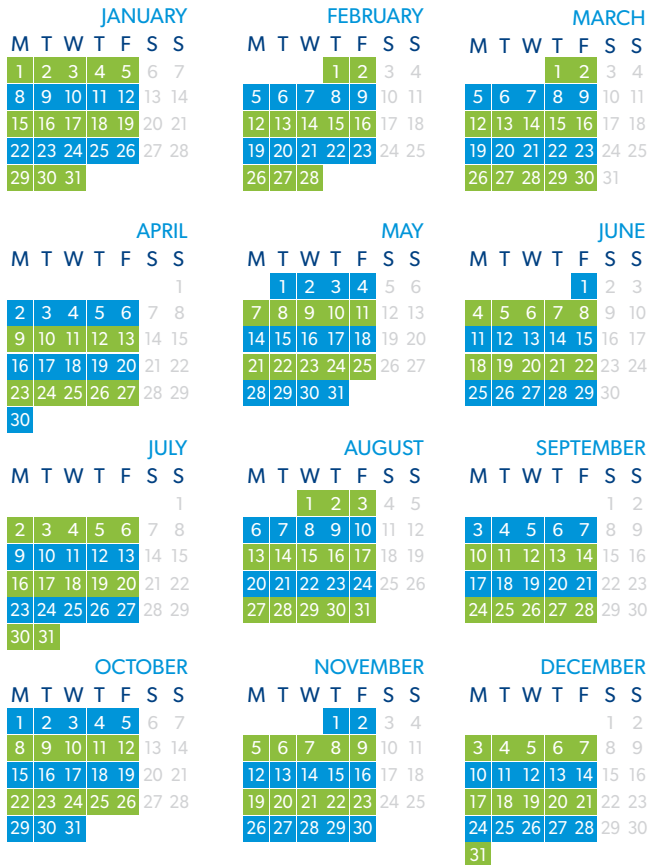 JANUARY
M T W T F S S
1 2 3 4 5 6 7
8 9 10 11 12 13 14
15 16 17 18 19 20 21
22 23 24 25 26 27 28
29 30 31
FEBRUARY
M T W T F S S
1 2 3 4
5 6 7 8 9 10 11
12 13 14 15 16 17 18
19 20 21 22 23 24 25
26 27 28
MARCH
M T W T F S S
1 2 3 4
5 6 7 8 9 10 11
12 13 14 15 16 17 18
19 20 21 22 23 24 25
26 27 28 29 30 31
APRIL
M T W T F S S
1
2 3 4 5 6 7 8
9 10 11 12 13 14 15
16 17 18 19 20 21 22
23 24 25 26 27 28 29
30
MAY
M T W T F S S
1 2 3 4 5 6
7 8 9 10 11 12 13
14 15 16 17 18 19 20
21 22 23 24 25 26 27
28 29 30 31
JUNE
M T W T F S S
1 2 3
4 5 6 7 8 9 10
11 12 13 14 15 16 17
18 19 20 21 22 23 24
25 26 27 28 29 30
JULY
M T W T F S S
1
2 3 4 5 6 7 8
9 10 11 12 13 14 15
16 17 18 19 20 21 22
23 24 25 26 27 28 29
30 31
AUGUST
M T W T F S S
1 2 3 4 5
6 7 8 9 10 11 12
13 14 15 16 17 18 19
20 21 22 23 24 25 26
27 28 29 30 31
SEPTEMBER
M T W T F S S
1 2
3 4 5 6 7 8 9
10 11 12 13 14 15 16
17 18 19 20 21 22 23
24 25 26 27 28 29 30
OCTOBER
M T W T F S S
1 2 3 4 5 6 7
8 9 10 11 12 13 14
15 16 17 18 19 20 21
22 23 24 25 26 27 28
29 30 31
NOVEMBER
M T W T F S S
1 2 3 4
5 6 7 8 9 10 11
12 13 14 15 16 17 18
19 20 21 22 23 24 25
26 27 28 29 30
DECEMBER
M T W T F S S
1 2
3 4 5 6 7 8 9
10 11 12 13 14 15 16
17 18 19 20 21 22 23
24 25 26 27 28 29 30
31